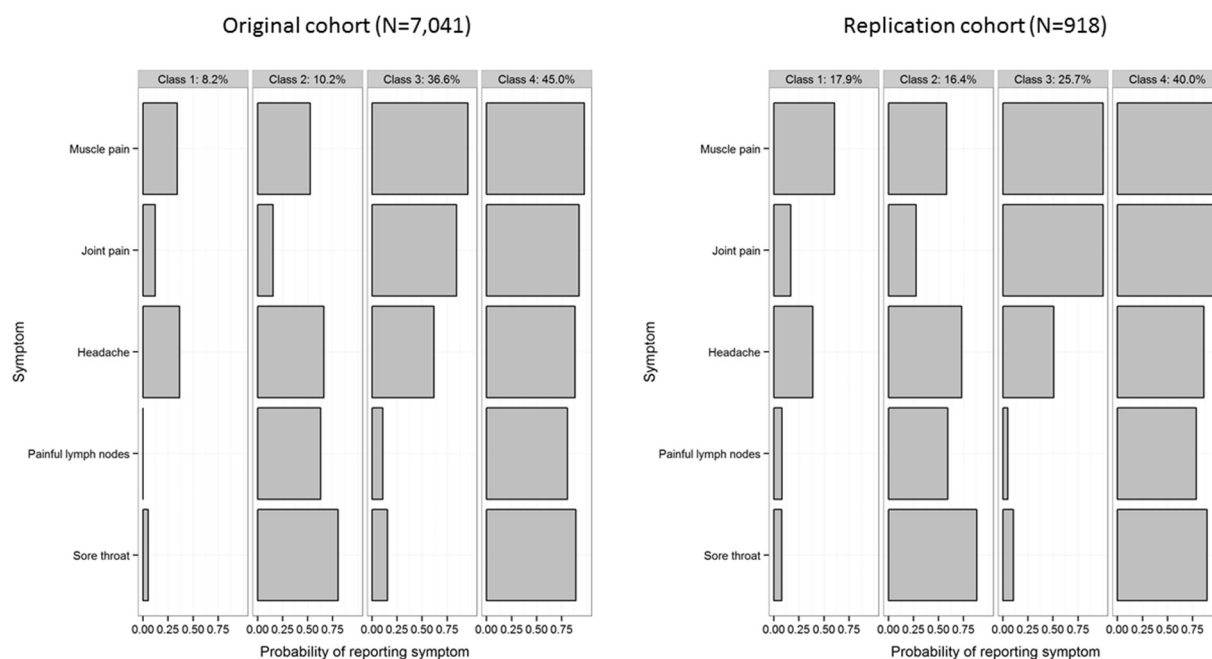 Original cohort (N=7,041)
Class 1: 8.2% Class 2: 10.2% Class 3: 36.6% Class 4: 45.0%
Muscle pain
Joint pain
Headache
Painful lymph nodes
Sore throat
Symptom
0.00 0.25 0.50 0.75 0.00 0.25 0.50 0.75 0.00 0.25 0.50 0.75 0.00 0.25 0.50 0.75
Probability of reporting symptom
Replication cohort (N=918)
Class 1: 17.9% Class 2: 16.4% Class 3: 25.7% Class 4: 40.0%
Muscle pain
Joint pain
Headache
Painful lymph nodes
Sore throat
Symptom
0.00 0.25 0.50 0.75 0.00 0.25 0.50 0.75 0.00 0.25 0.50 0.75 0.00 0.25 0.50 0.75
Probability of reporting symptom